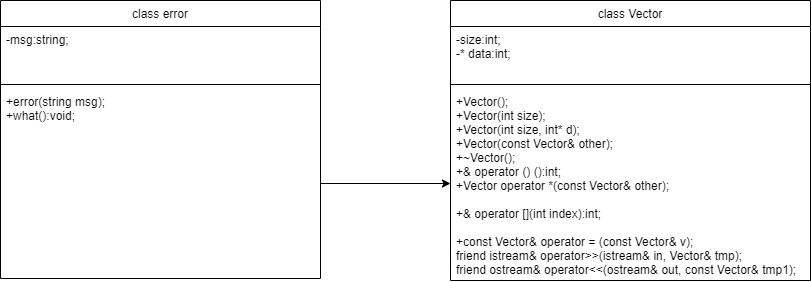 class error
-msg:string;
+error(string msg);
+what():void;
class Vector
-size:int;
-* data:int;
+Vector();
+Vector(int size);
+Vector(int size, int* d);
+Vector(const Vector& other);
+~Vector();
+& operator () ():int;
+Vector operator *(const Vector& other);
+& operator [](int index):int;
+const Vector& operator = (const Vector& v);
friend istream& operator>>(istream& in, Vector& tmp);
friend ostream& operator<<(ostream& out, const Vector& tmp1);